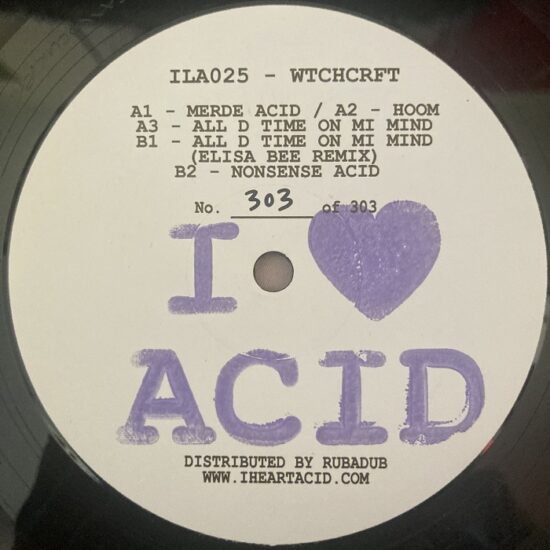 ILA025 - WTCHCRFT
A1 - MERDE ACID / A2 - HOOM
A3 - ALL D TIME ON MI MIND
B1 - ALL D TIME ON MI MIND
(ELISA BEE REMIX)
B2 - NONSENSE ACID
No. 303 of 303
I ♥
ACID
DISTRIBUTED BY RUBADUB
WWW.IHEARTACID.COM